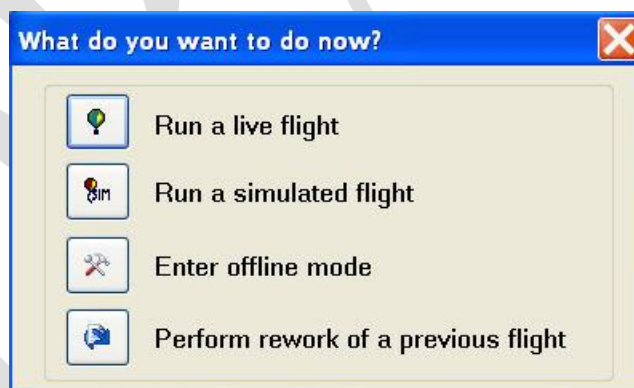 What do you want to do now?
Run a live flight
SIM
Run a simulated flight
Enter offline mode
Perform rework of a previous flight